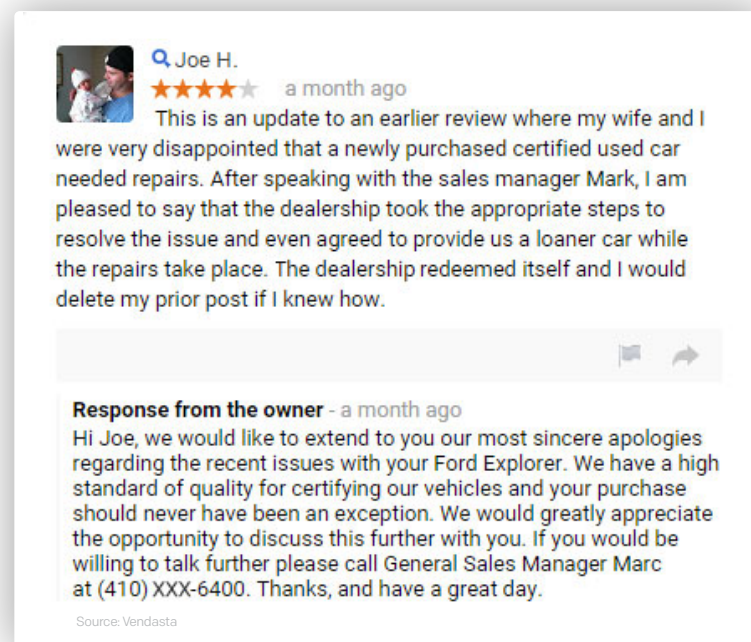 Joe H.
a month ago
This is an update to an earlier review where my wife and I
were very disappointed that a newly purchased certified used car
needed repairs. After speaking with the sales manager Mark, I am
pleased to say that the dealership took the appropriate steps to
resolve the issue and even agreed to provide us a loaner car while
the repairs take place. The dealership redeemed itself and I would
delete my prior post if I knew how.
Response from the owner - a month ago
Hi Joe, we would like to extend to you our most sincere apologies
regarding the recent issues with your Ford Explorer. We have a high
standard of quality for certifying our vehicles and your purchase
should never have been an exception. We would greatly appreciate
the opportunity to discuss this further with you. If you would be
willing to talk further please call General Sales Manager Marc
at (410) XXX-6400. Thanks, and have a great day.
Source: Vendasta